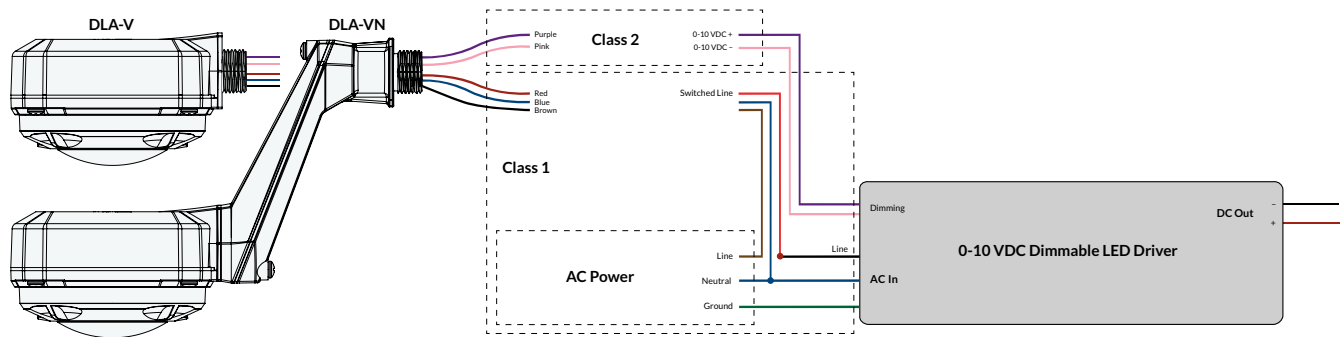 DLA-V
DLA-VN
Purple
Pink
Class 2
0-10 VDC +
0-10 VDC –
Red
Blue
Brown
Switched Line
Class 1
AC Power
Line
Neutral
Ground
Line
Dimming
AC In
0-10 VDC Dimmable LED Driver
DC Out
–
+